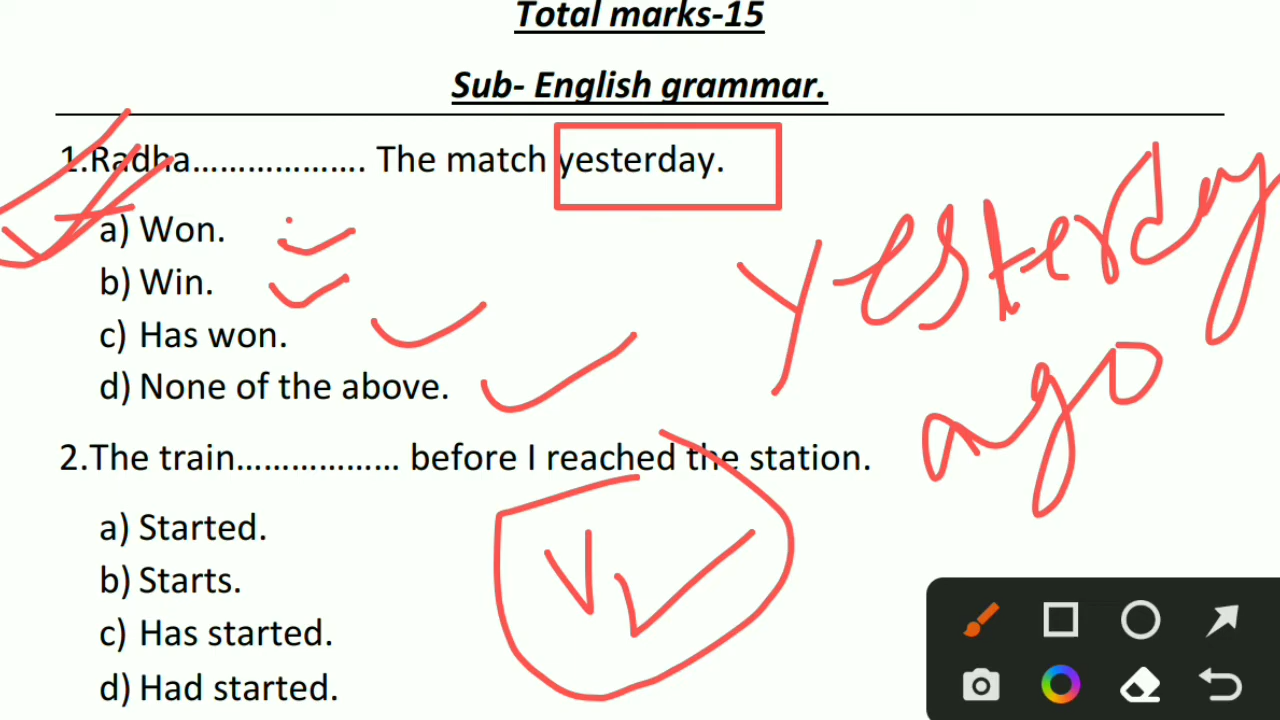 Total marks-15
Sub- English grammar.
1.Radha.................... The match yesterday.
a) Won.
b) Win.
c) Has won.
d) None of the above.
yesterday
ago
2.The train.................. before I reached the station.
a) Started.
b) Starts.
c) Has started.
d) Had started.